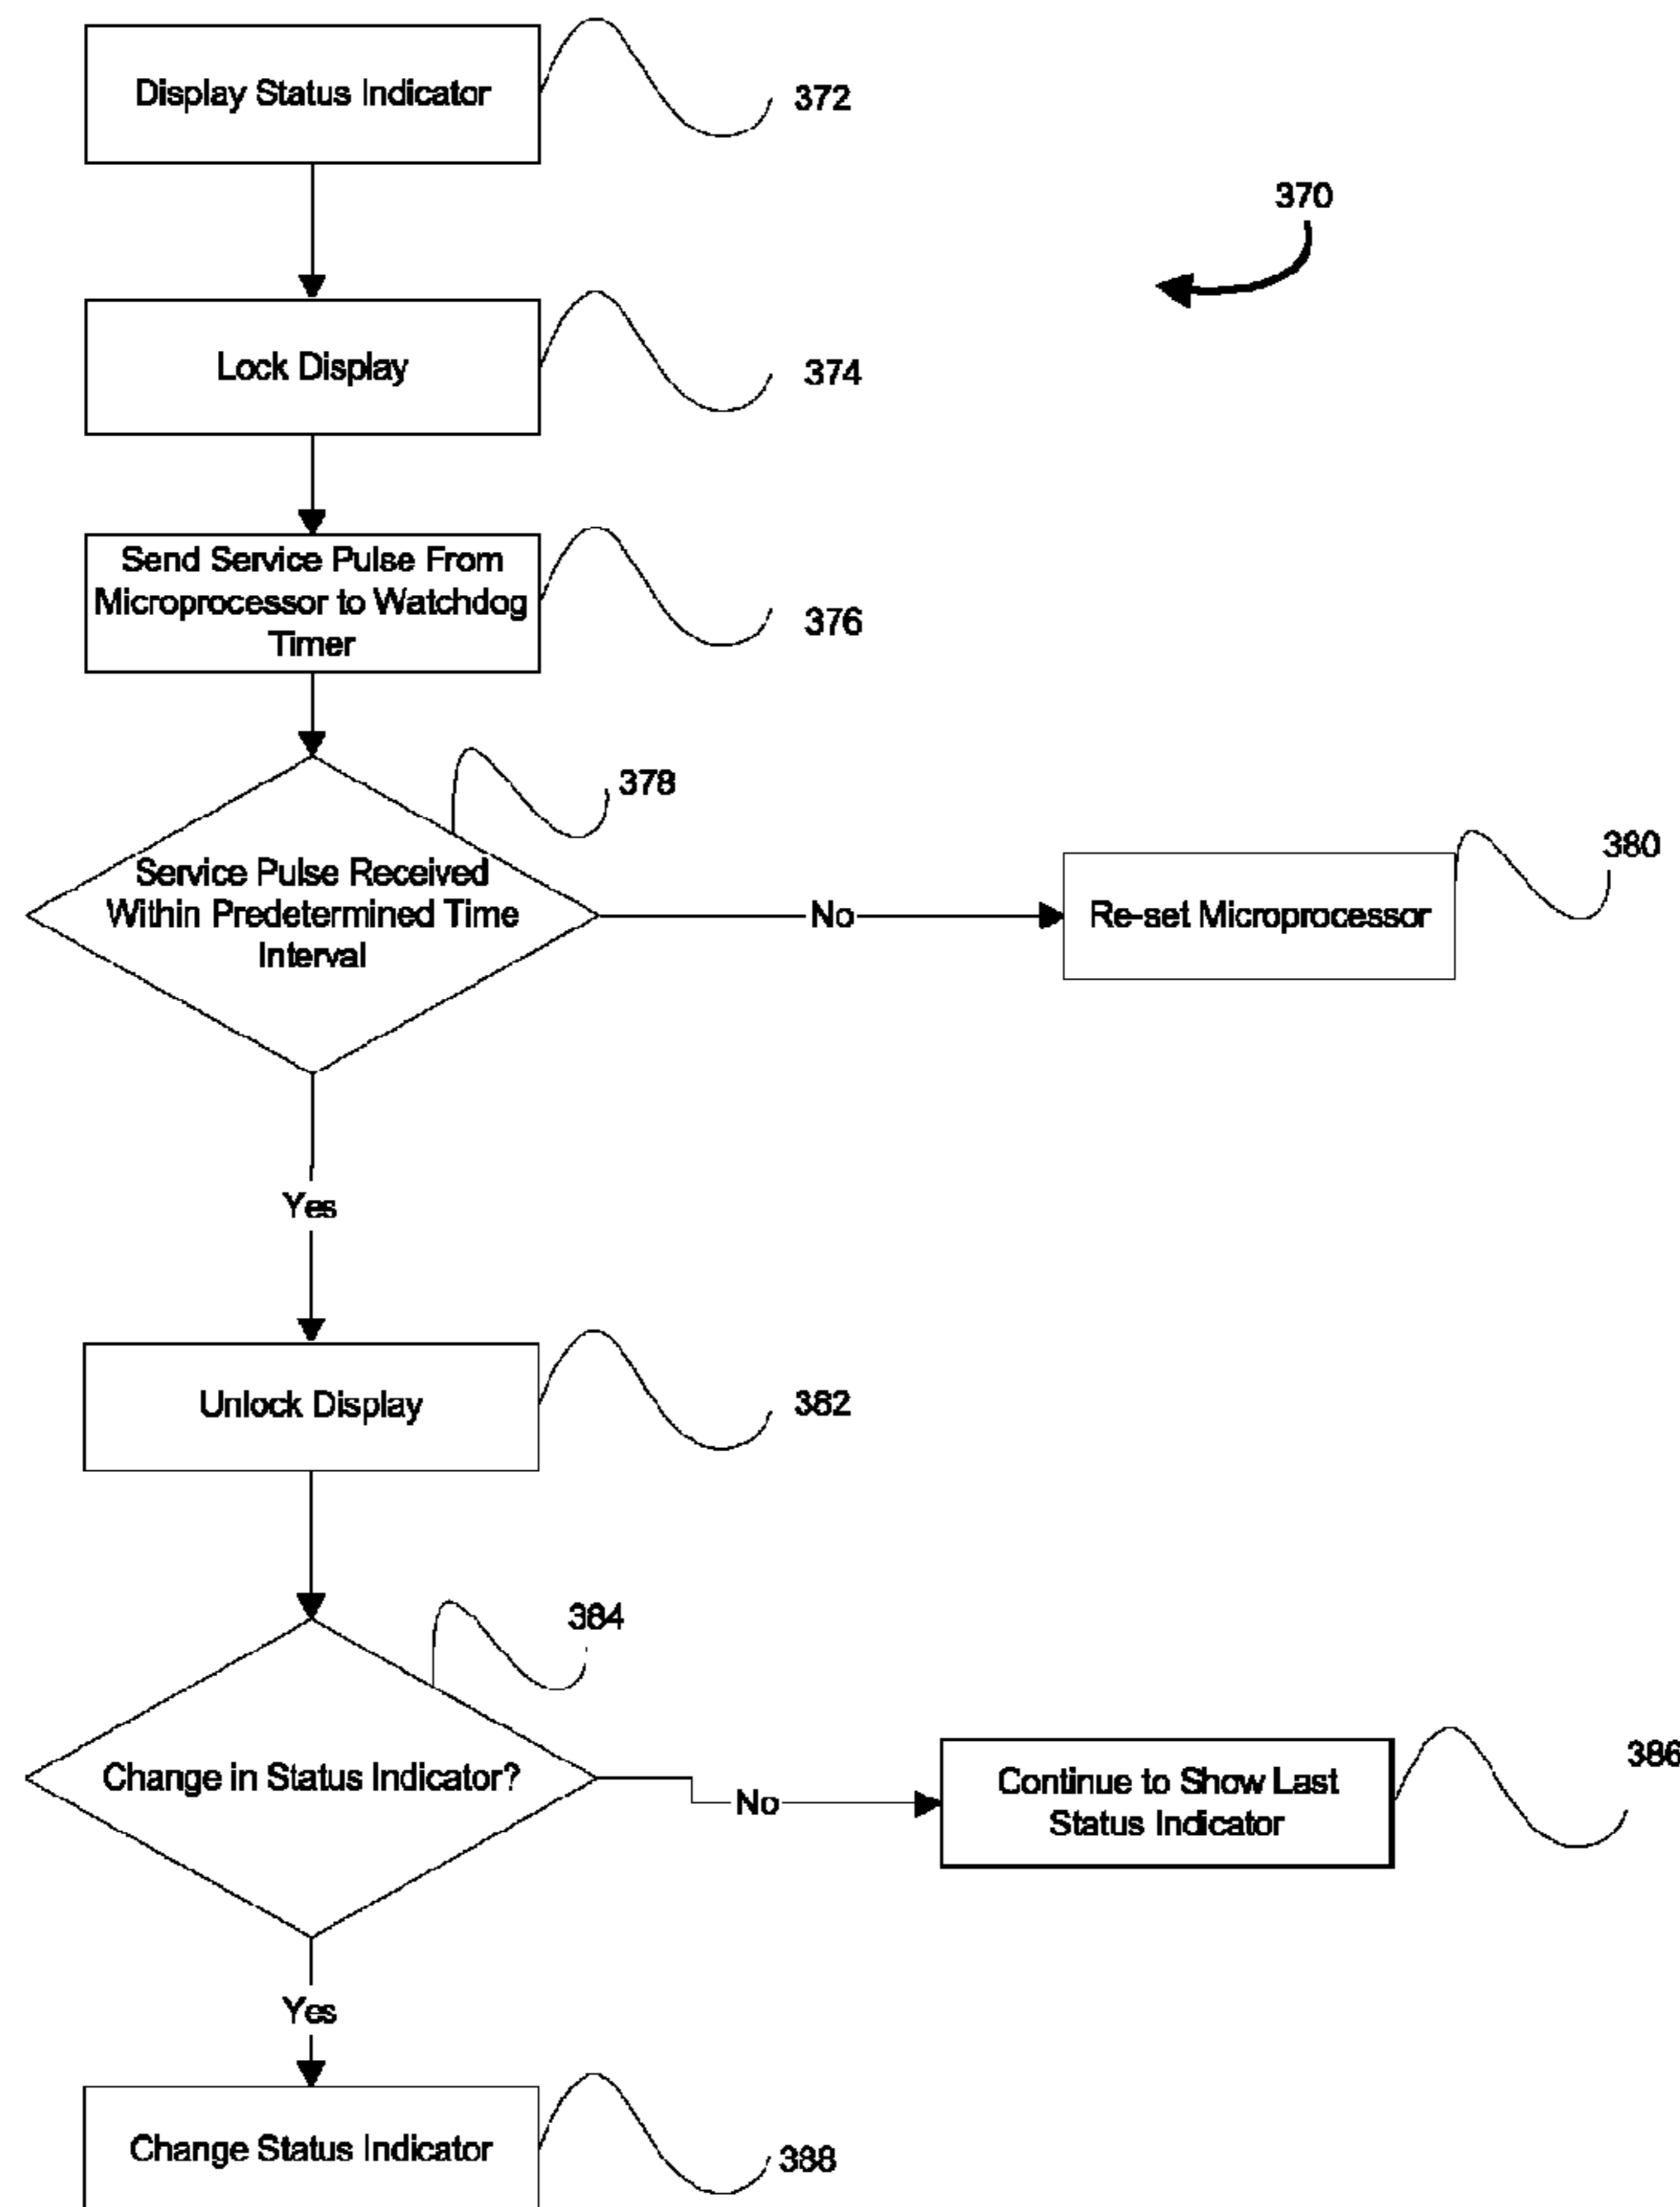 Display Status Indicator
372
370
Lock Display
374
Send Service Pulse From
Microprocessor to Watchdog
Timer
376
378
Service Pulse Received
Within Predetermined Time
Interval
No
Re-set Microprocessor
380
Yes
Unlock Display
382
384
Change in Status Indicator?
No
Continue to Show Last
Status Indicator
386
Yes
Change Status Indicator
388